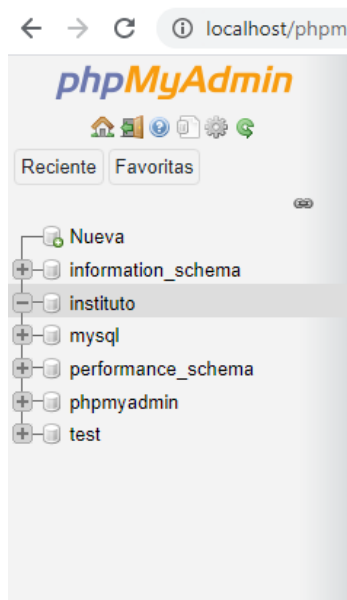 localhost/phpm
phpMyAdmin
Reciente Favoritas
Nueva
information_schema
instituto
mysql
performance_schema
phpmyadmin
test